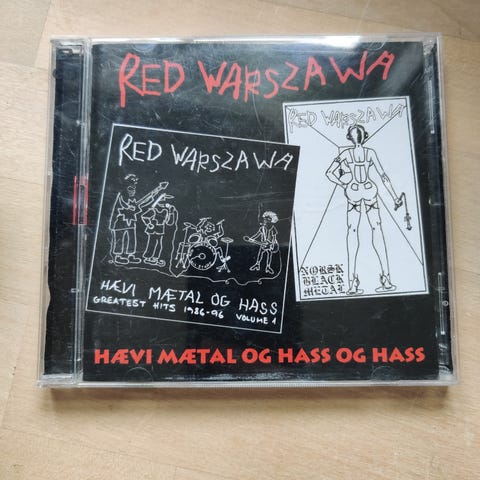 RED WARSZAWA
RED WARSZAWA
HÆVI MÆTAL OG HASS
GREATEST HITS 1986-96 VOLUME 1
RED WARSZAWA
NORSK
BLACK
METAL
HÆVI MÆTAL OG HASS OG HASS